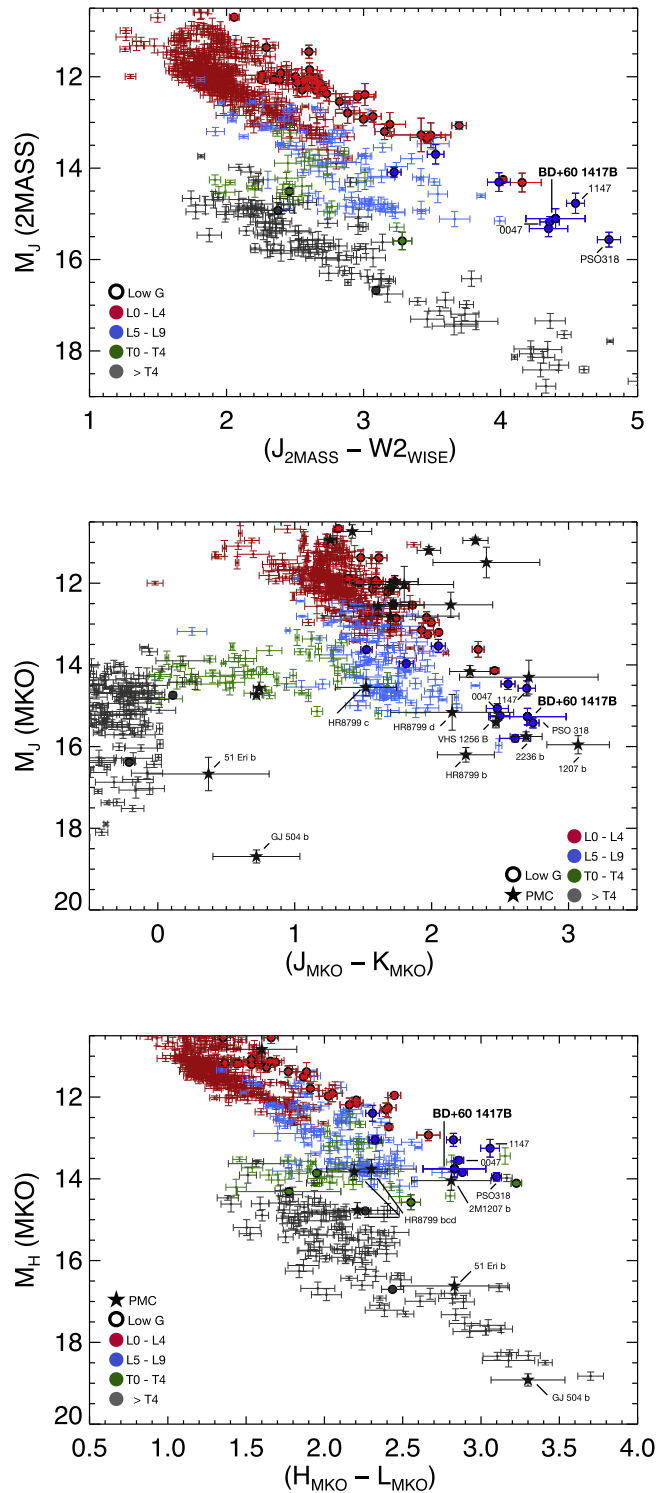 12
14
16
18
M_J (2MASS)
BD+60 1417B
1147
0047
PSO318
Low G
L0 - L4
L5 - L9
T0 - T4
> T4
1 2 3 4 5
(J_2MASS − W2_WISE)
12
14
16
18
20
M_J (MKO)
HR8799 c
HR8799 d
0047
1147
BD+60 1417B
VHS 1256 B
PSO 318
HR8799 b
2236 b
1207 b
51 Eri b
GJ 504 b
L0 - L4
L5 - L9
Low G T0 - T4
PMC > T4
0 1 2 3
(J_MKO − K_MKO)
12
14
16
18
20
M_H (MKO)
BD+60 1417B
1147
0047
PSO318
2M1207 b
HR8799 bcd
51 Eri b
GJ 504 b
PMC
Low G
L0 - L4
L5 - L9
T0 - T4
> T4
0.5 1.0 1.5 2.0 2.5 3.0 3.5 4.0
(H_MKO − L_MKO)